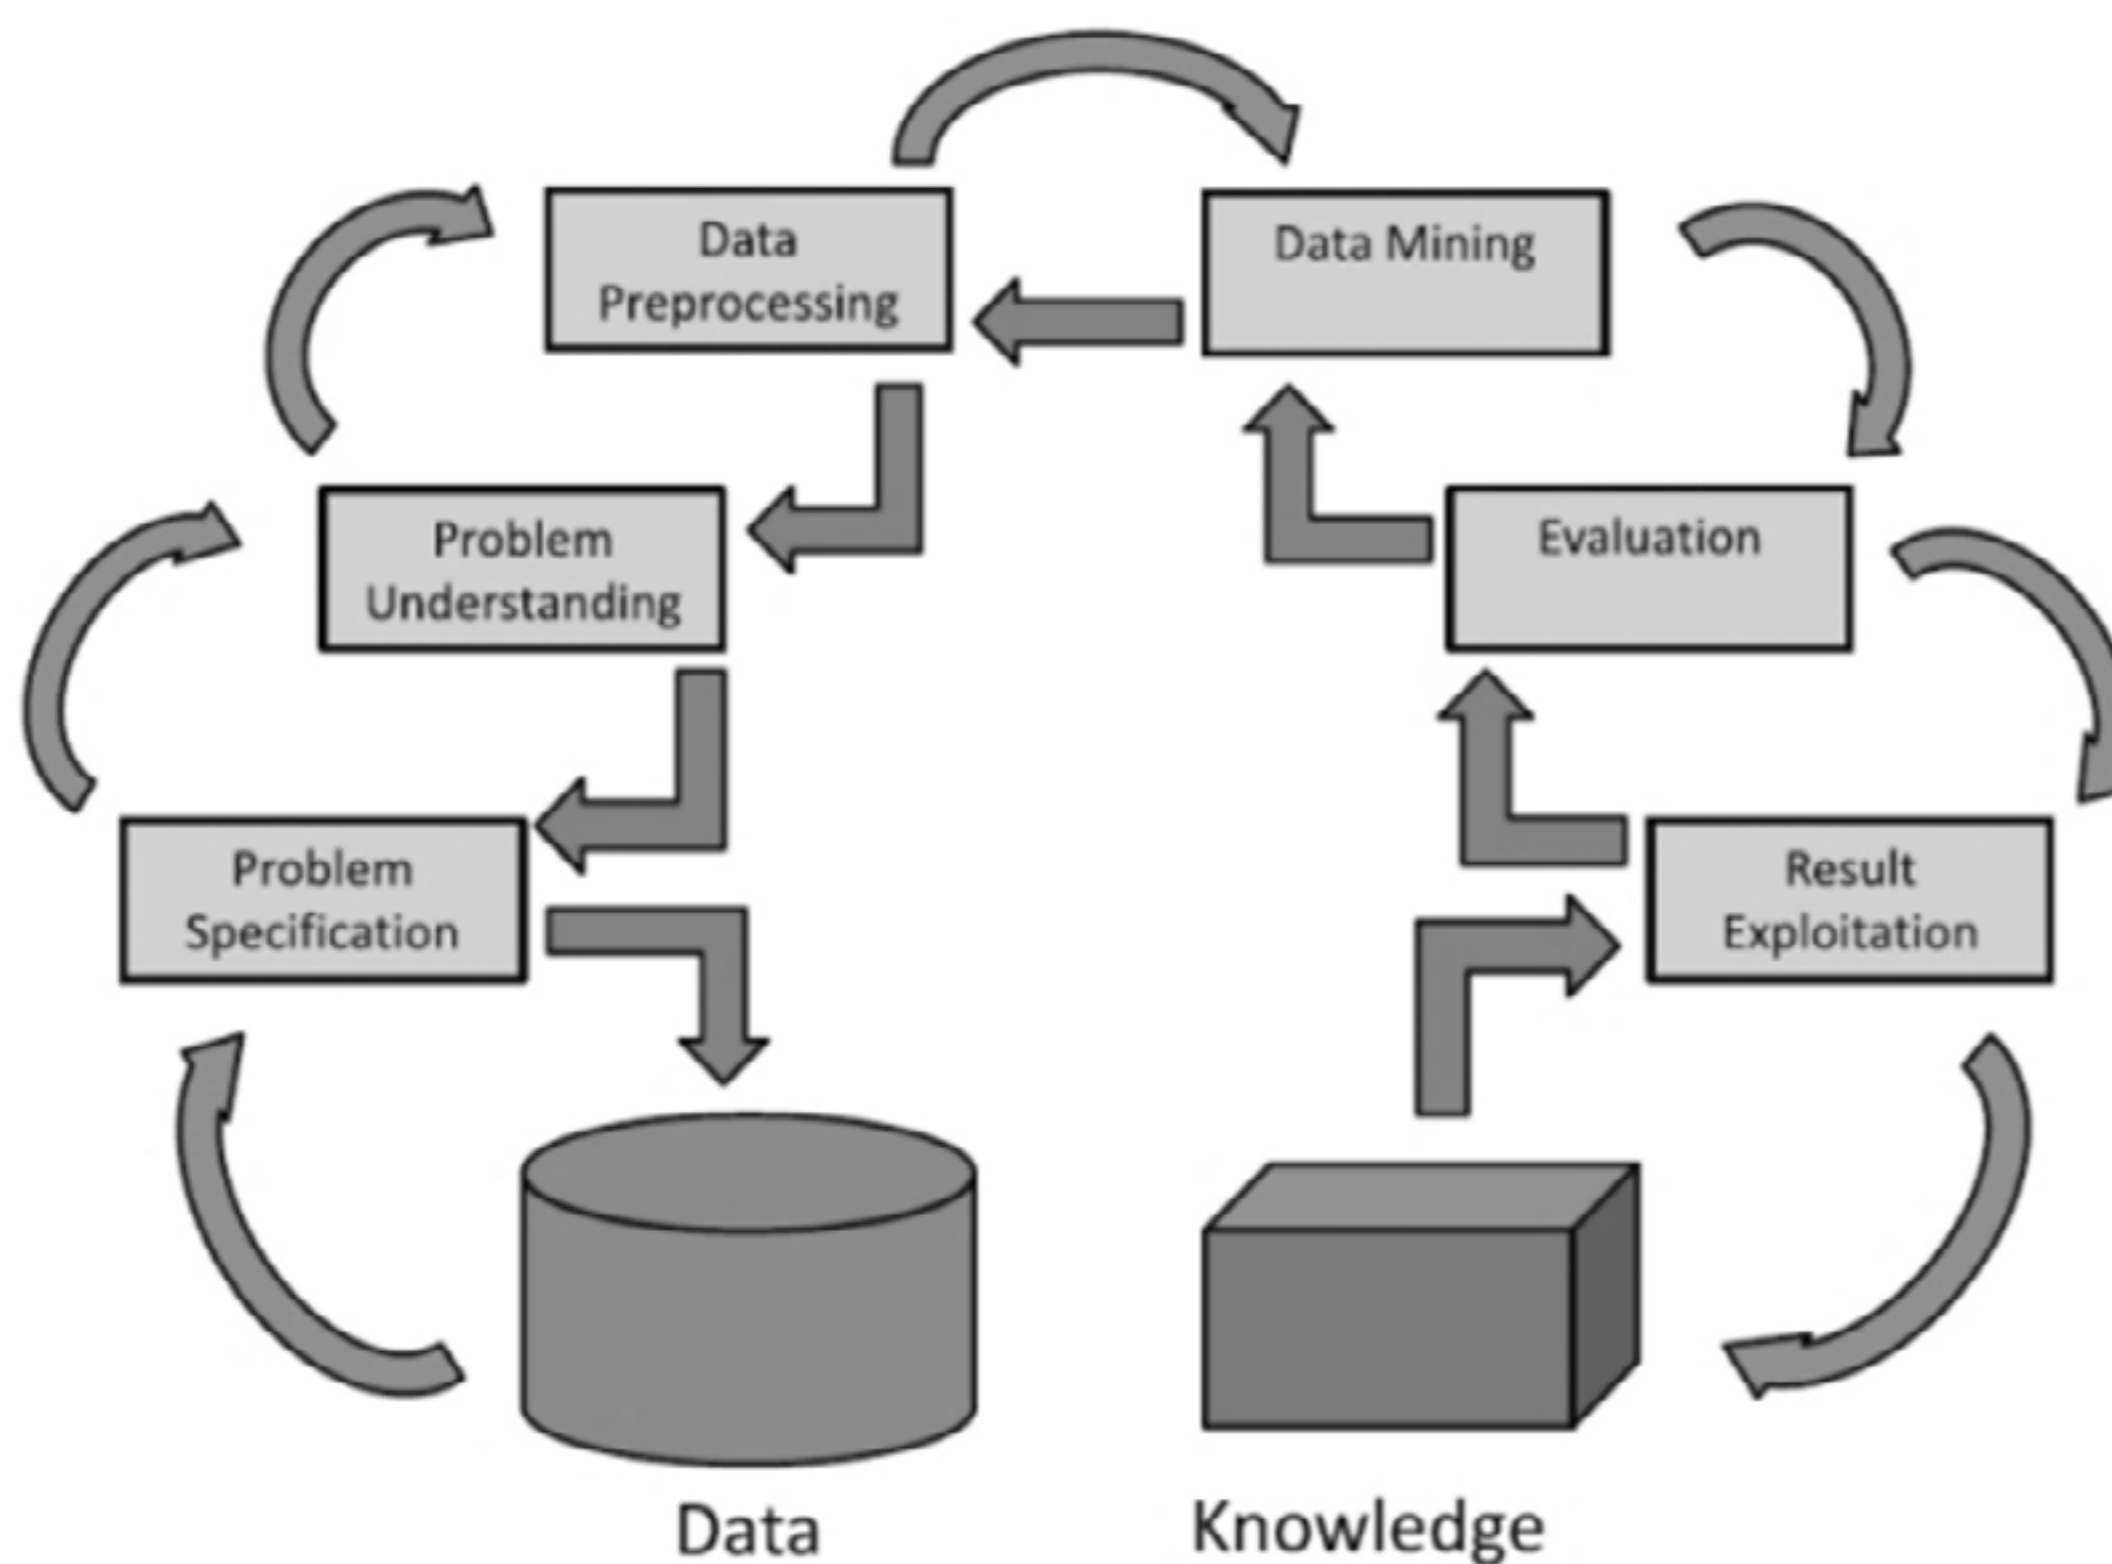 Data
Preprocessing
Data Mining
Problem
Understanding
Evaluation
Problem
Specification
Result
Exploitation
Data
Knowledge